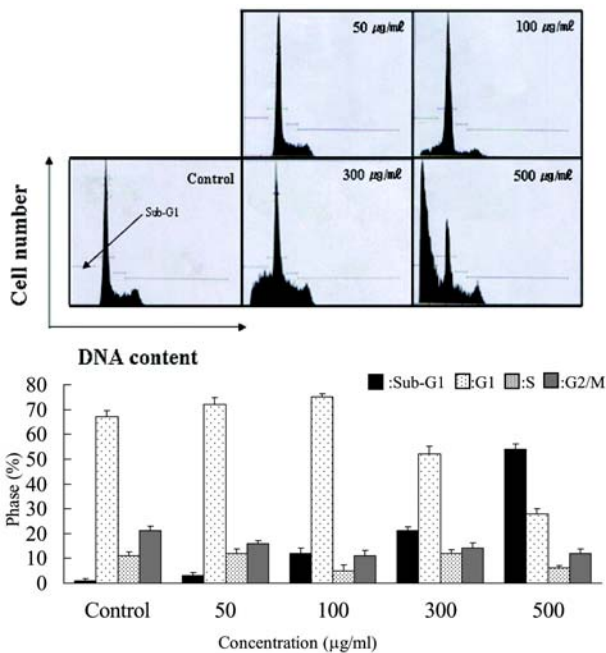 50 µg/mℓ
100 µg/mℓ
Control
300 µg/mℓ
500 µg/mℓ
Sub-G1
Cell number
DNA content
:Sub-G1 :G1 :S :G2/M
80
70
60
50
40
30
20
10
0
Phase (%)
Control 50 100 300 500
Concentration (µg/ml)